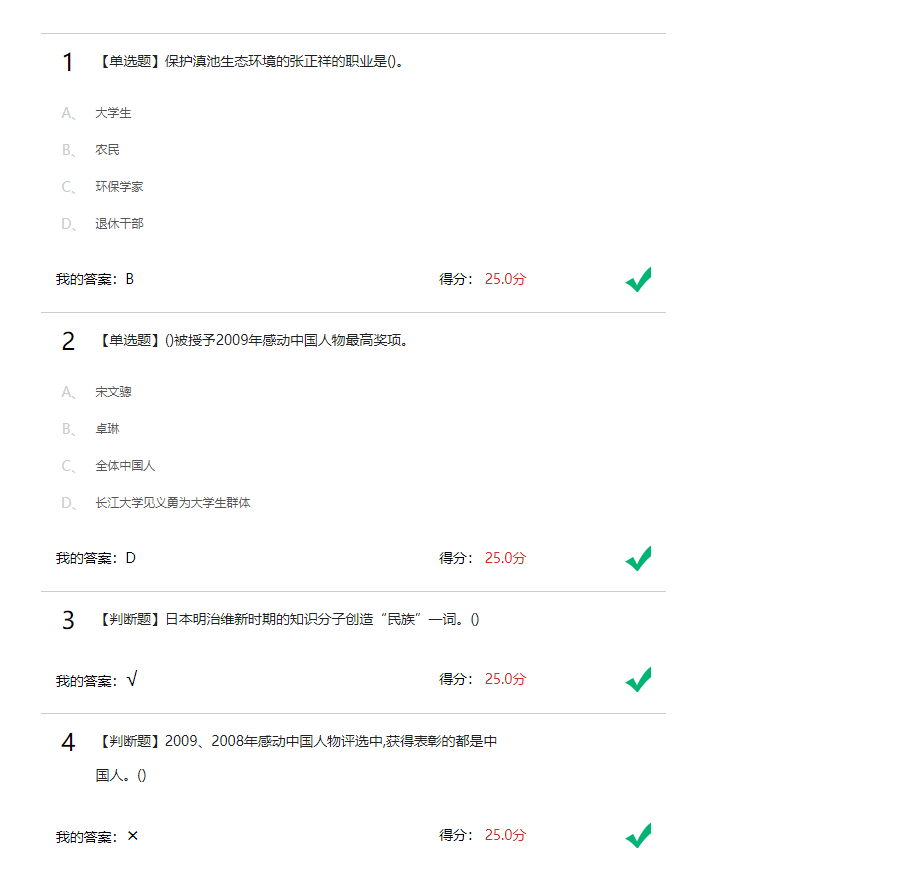 1 【单选题】保护滇池生态环境的张正祥的职业是()。
A、 大学生
B、 农民
C、 环保学家
D、 退休干部
我的答案：B 得分： 25.0分
2 【单选题】()被授予2009年感动中国人物最高奖项。
A、 宋文骢
B、 卓琳
C、 全体中国人
D、 长江大学见义勇为大学生群体
我的答案：D 得分： 25.0分
3 【判断题】日本明治维新时期的知识分子创造“民族”一词。()
我的答案：√ 得分： 25.0分
4 【判断题】2009、2008年感动中国人物评选中,获得表彰的都是中
国人。()
我的答案：× 得分： 25.0分